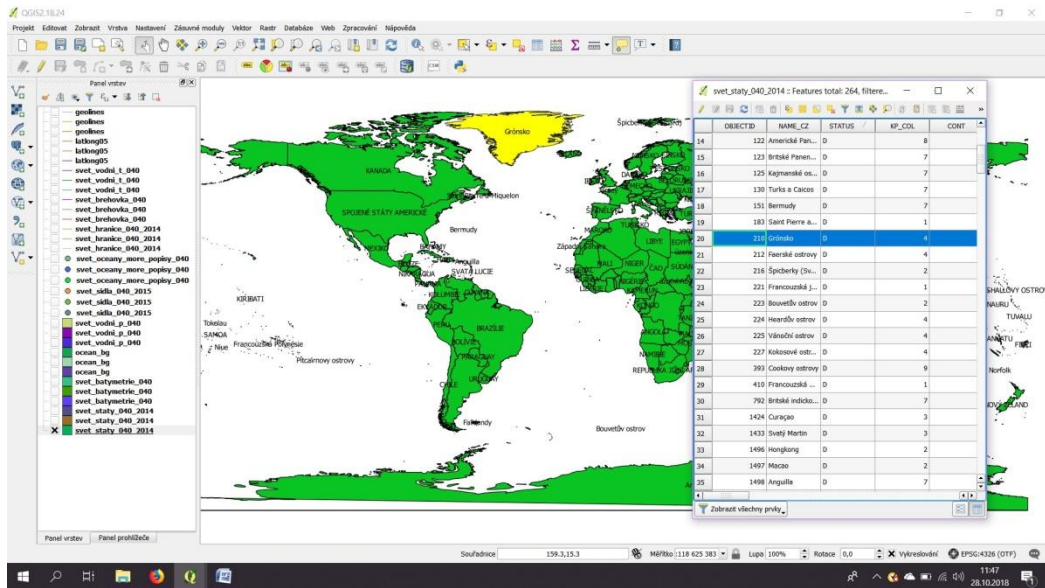 QGIS2.18.24
Projekt Editovat Zobrazit Vrstva Nastavení Zásuvné moduly Vektor Rastr Databáze Web Zpracování Nápověda
Panel vrstev
geolines
geolines
geolines
latlong05
latlong05
latlong05
svet_vodni_t_040
svet_vodni_t_040
svet_vodni_t_040
svet_brehovka_040
svet_brehovka_040
svet_brehovka_040
svet_hranice_040_2014
svet_hranice_040_2014
svet_hranice_040_2014
svet_oceany_more_popisy_040
svet_oceany_more_popisy_040
svet_oceany_more_popisy_040
svet_sidla_040_2015
svet_sidla_040_2015
svet_sidla_040_2015
svet_vodni_p_040
svet_vodni_p_040
svet_vodni_p_040
ocean_bg
ocean_bg
ocean_bg
svet_batymetrie_040
svet_batymetrie_040
svet_batymetrie_040
svet_staty_040_2014
svet_staty_040_2014
svet_staty_040_2014
Panel vrstev Panel prohlížeče
Grónsko
KANADA
SPOJENÉ STÁTY AMERICKÉ
Bermudy
MEXIKO
Anguilla
SVATÁ LUCIE
KIRIBATI
Tokelau
SAMOA
Niue Francouzská Polynésie
Pitcairnovy ostrovy
BRAZÍLIE
PERU
BOLÍVIE
PARAGUAY
URUGUAY
CHILE
Falklandy
Bouvetův ostrov
MAROKO
LIBYE EGYPT
MALI NIGER ČAD SÚDÁN
ANGOLA
NAMIBIE
NAURU
TUVALU
Norfolk
svet_staty_040_2014 :: Features total: 264, filtere...
OBJECTID NAME_CZ STATUS KP_COL CONT
14 122 Americké Pan... D 8
15 123 Britské Panen... D 7
16 125 Kajmanské os... D 7
17 130 Turks a Caicos D 7
18 151 Bermudy D 7
19 183 Saint Pierre a... D 1
20 210 Grónsko D 4
21 212 Faerské ostrovy D 4
22 216 Špicberky (Sv... D 2
23 221 Francouzská j... D 1
24 223 Bouvetův ostrov D 2
25 224 Heardův ostrov D 4
26 225 Vánoční ostrov D 4
27 227 Kokosové ostr... D 4
28 393 Cookovy ostrovy D 9
29 410 Francouzská ... D 1
30 792 Britské indicko... D 7
31 1424 Curaçao D 3
32 1433 Svatý Martin D 3
33 1496 Hongkong D 2
34 1497 Macao D 2
35 1498 Anguilla D 7
Zobrazit všechny prvky
Souřadnice 159.3,15.3 Měřítko :118 625 383 Lupa 100% Rotace 0,0 Vykreslování EPSG:4326 (OTF)
11:47
28.10.2018